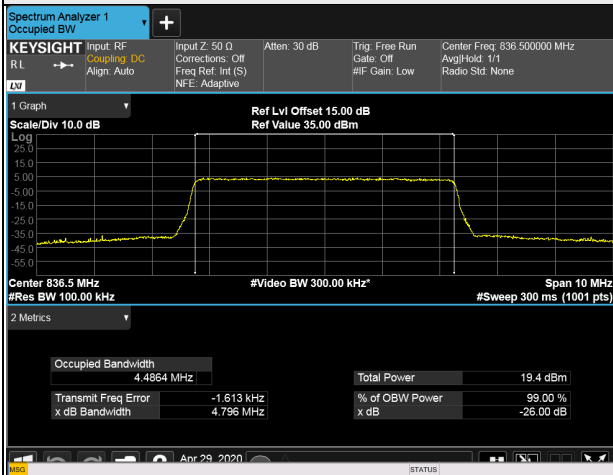 Spectrum Analyzer 1
Occupied BW
KEYSIGHT
R L
LXI
Input: RF
Coupling: DC
Align: Auto
Input Z: 50 Ω
Corrections: Off
Freq Ref: Int (S)
NFE: Adaptive
Atten: 30 dB
Trig: Free Run
Gate: Off
#IF Gain: Low
Center Freq: 836.500000 MHz
Avg|Hold: 1/1
Radio Std: None
1 Graph
Scale/Div 10.0 dB
Ref Lvl Offset 15.00 dB
Ref Value 35.00 dBm
Log
25.0
15.0
5.00
-5.00
-15.0
-25.0
-35.0
-45.0
-55.0
Center 836.5 MHz
#Res BW 100.00 kHz
#Video BW 300.00 kHz*
Span 10 MHz
#Sweep 300 ms (1001 pts)
2 Metrics
Occupied Bandwidth
4.4864 MHz
Total Power 19.4 dBm
Transmit Freq Error -1.613 kHz
% of OBW Power 99.00 %
x dB Bandwidth 4.796 MHz
x dB -26.00 dB
Apr 29, 2020
MSG
STATUS